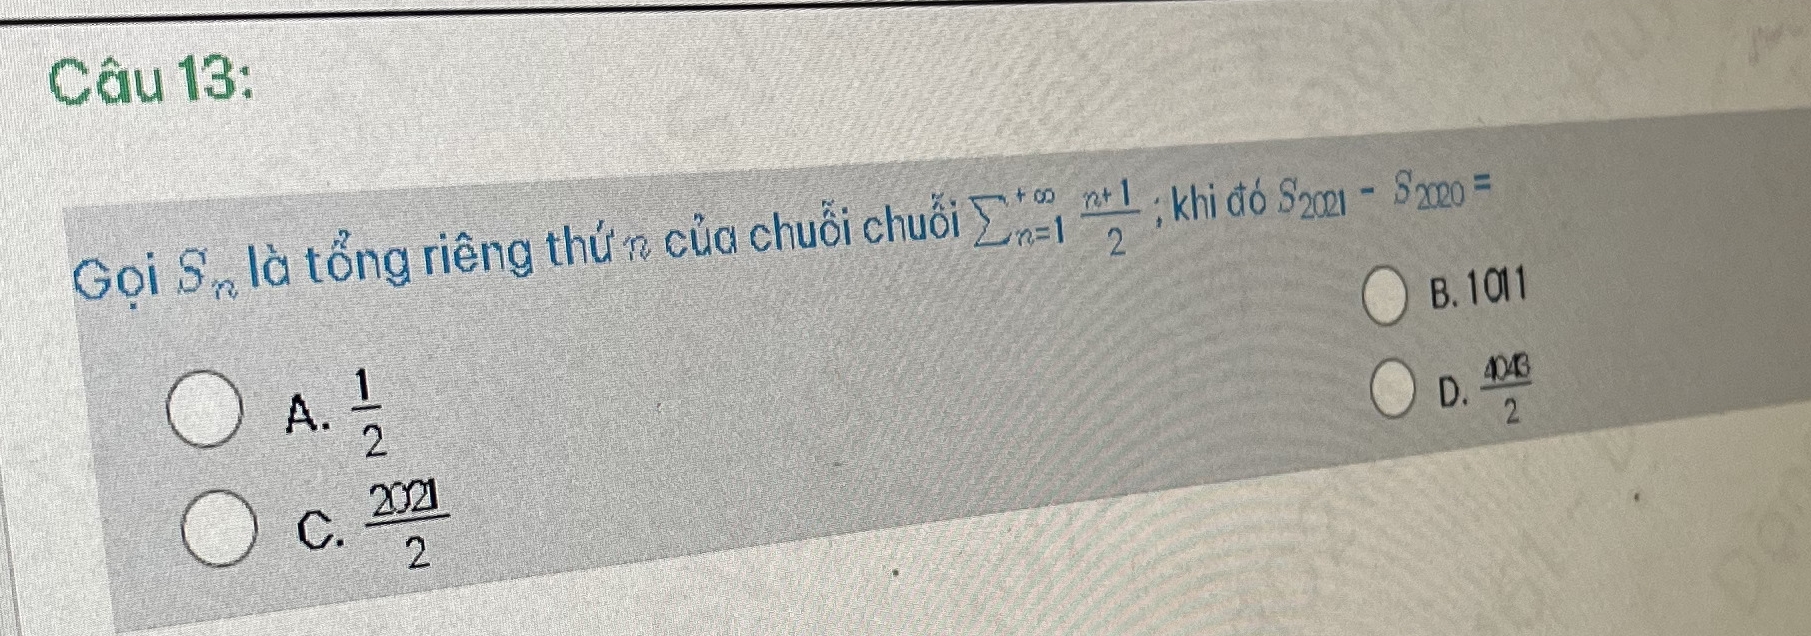 Câu 13:
Gọi $S_n$ là tổng riêng thứ $n$ của chuỗi chuỗi $\sum_{n=1}^{+\infty} \frac{n+1}{2}$ ; khi đó $S_{2021} - S_{2020} =$
B. 1011
A. $\frac{1}{2}$
D. $\frac{4043}{2}$
C. $\frac{2021}{2}$